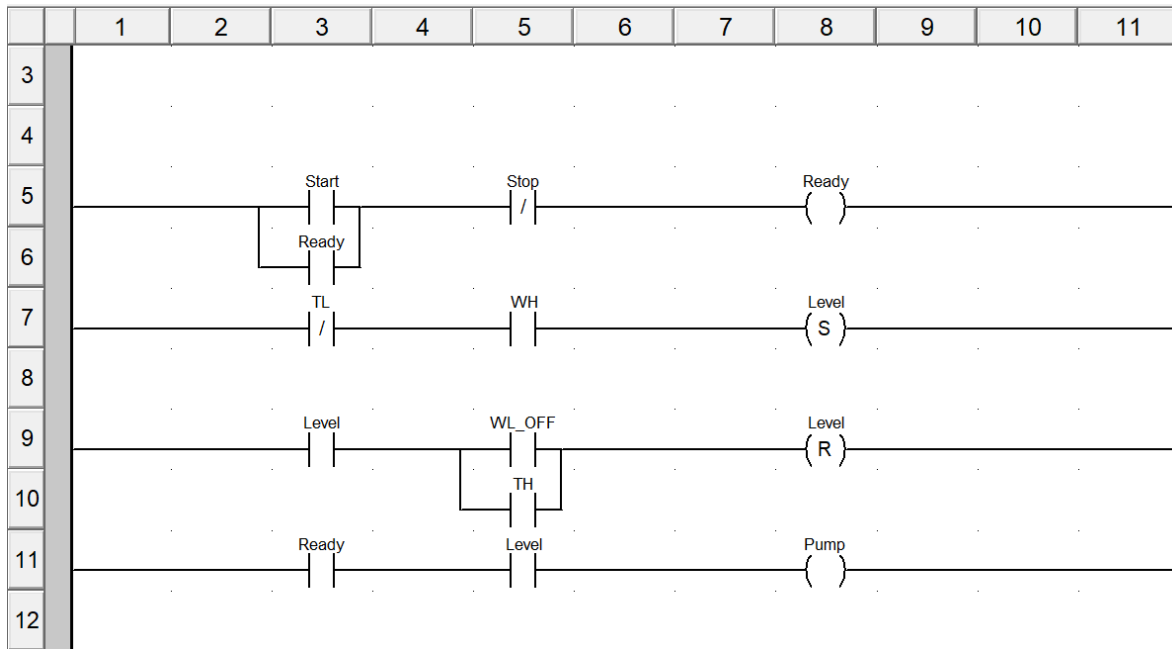 1 2 3 4 5 6 7 8 9 10 11
3
4
Start Stop Ready
5 /
Ready
6
TL WH Level
7 / S
8
Level WL_OFF Level
9 R
TH
10
Ready Level Pump
11
12